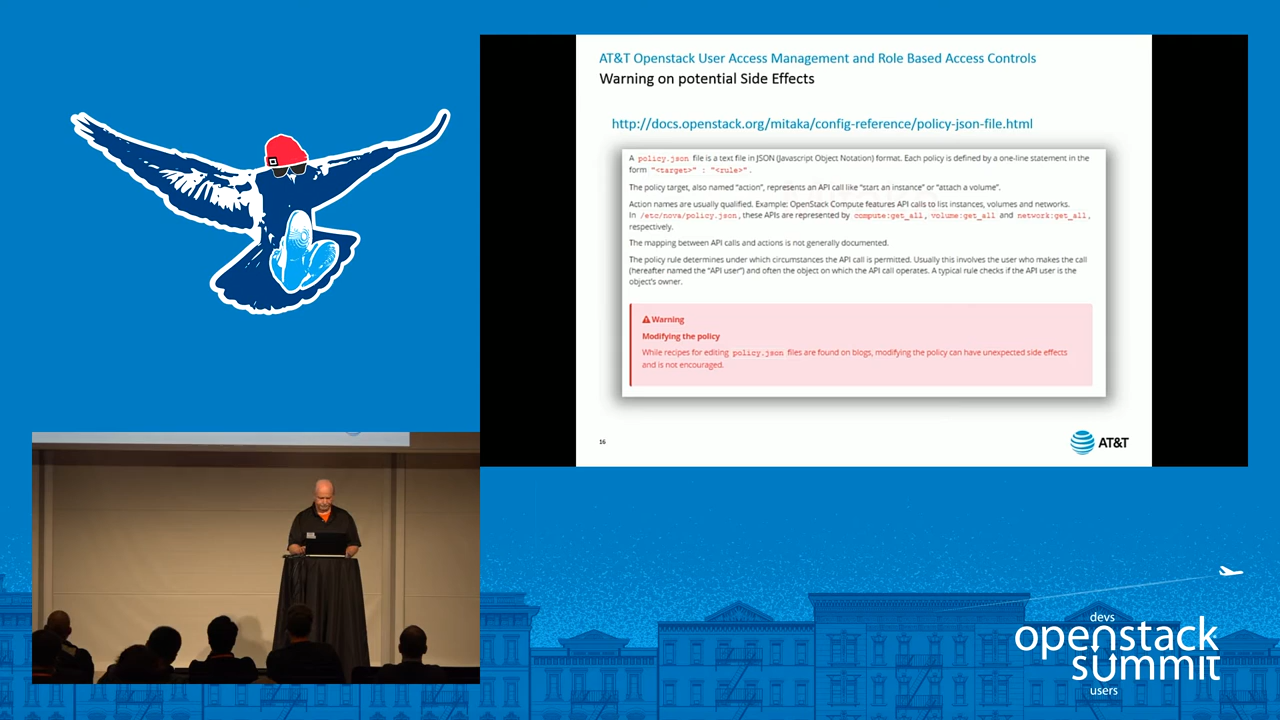 AT&T Openstack User Access Management and Role Based Access Controls
Warning on potential Side Effects
http://docs.openstack.org/mitaka/config-reference/policy-json-file.html
A policy.json file is a text file in JSON (Javascript Object Notation) format. Each policy is defined by a one-line statement in the
form "<target>" : "<rule>".
The policy target, also named "action", represents an API call like "start an instance" or "attach a volume".
Action names are usually qualified. Example: OpenStack Compute features API calls to list instances, volumes and networks.
In /etc/nova/policy.json, these APIs are represented by compute:get_all, volume:get_all and network:get_all,
respectively.
The mapping between API calls and actions is not generally documented.
The policy rule determines under which circumstances the API call is permitted. Usually this involves the user who makes the call
(hereafter named the "API user") and often the object on which the API call operates. A typical rule checks if the API user is the
object's owner.
Warning
Modifying the policy
While recipes for editing policy.json files are found on blogs, modifying the policy can have unexpected side effects
and is not encouraged.
16
AT&T
devs
openstack
summit
users